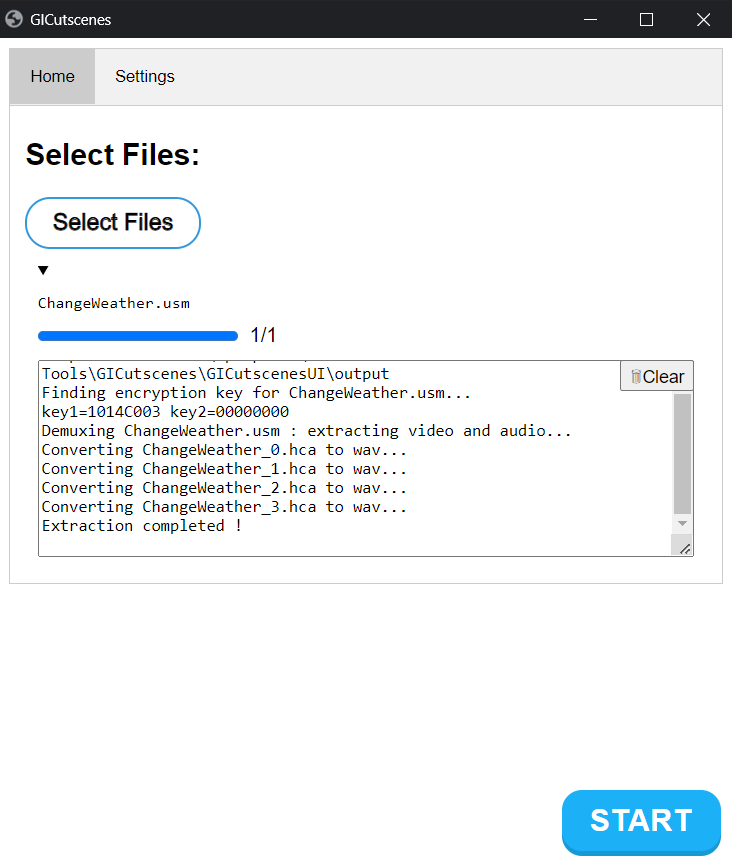 GICutscenes
Home Settings
Select Files:
Select Files
ChangeWeather.usm
1/1
Tools\GICutscenes\GICutscenesUI\output
Clear
Finding encryption key for ChangeWeather.usm...
key1=1014C003 key2=00000000
Demuxing ChangeWeather.usm : extracting video and audio...
Converting ChangeWeather_0.hca to wav...
Converting ChangeWeather_1.hca to wav...
Converting ChangeWeather_2.hca to wav...
Converting ChangeWeather_3.hca to wav...
Extraction completed !
START